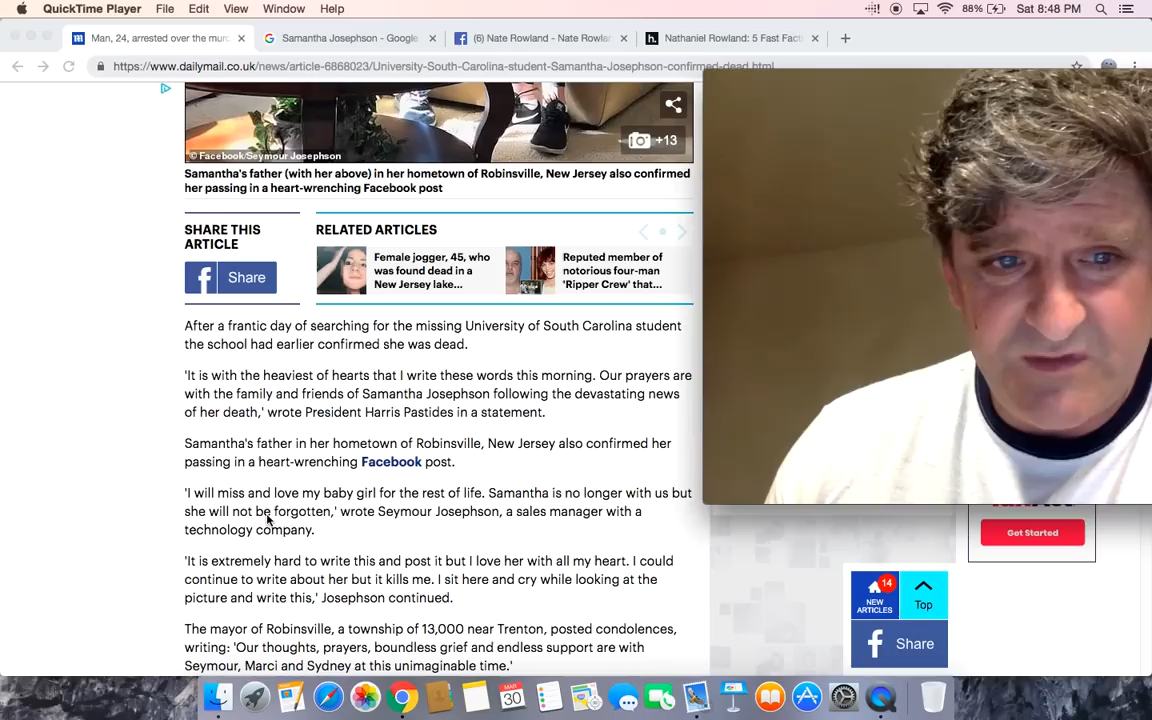 QuickTime Player File Edit View Window Help 88% Sat 8:48 PM
Man, 24, arrested over the mur Samantha Josephson - Google (6) Nate Rowland - Nate Rowlan Nathaniel Rowland: 5 Fast Fact
https://www.dailymail.co.uk/news/article-6868023/University-South-Carolina-student-Samantha-Josephson-confirmed-dead.html
+13
© Facebook/Seymour Josephson
Samantha's father (with her above) in her hometown of Robinsville, New Jersey also confirmed
her passing in a heart-wrenching Facebook post
SHARE THIS
ARTICLE
Share
RELATED ARTICLES
Female jogger, 45, who
was found dead in a
New Jersey lake...
Reputed member of
notorious four-man
'Ripper Crew' that...
After a frantic day of searching for the missing University of South Carolina student
the school had earlier confirmed she was dead.
'It is with the heaviest of hearts that I write these words this morning. Our prayers are
with the family and friends of Samantha Josephson following the devastating news
of her death,' wrote President Harris Pastides in a statement.
Samantha's father in her hometown of Robinsville, New Jersey also confirmed her
passing in a heart-wrenching Facebook post.
'I will miss and love my baby girl for the rest of life. Samantha is no longer with us but
she will not be forgotten,' wrote Seymour Josephson, a sales manager with a
technology company.
'It is extremely hard to write this and post it but I love her with all my heart. I could
continue to write about her but it kills me. I sit here and cry while looking at the
picture and write this,' Josephson continued.
The mayor of Robinsville, a township of 13,000 near Trenton, posted condolences,
writing: 'Our thoughts, prayers, boundless grief and endless support are with
Seymour, Marci and Sydney at this unimaginable time.'
Get Started
14
NEW
ARTICLES
Top
Share
MAR
30